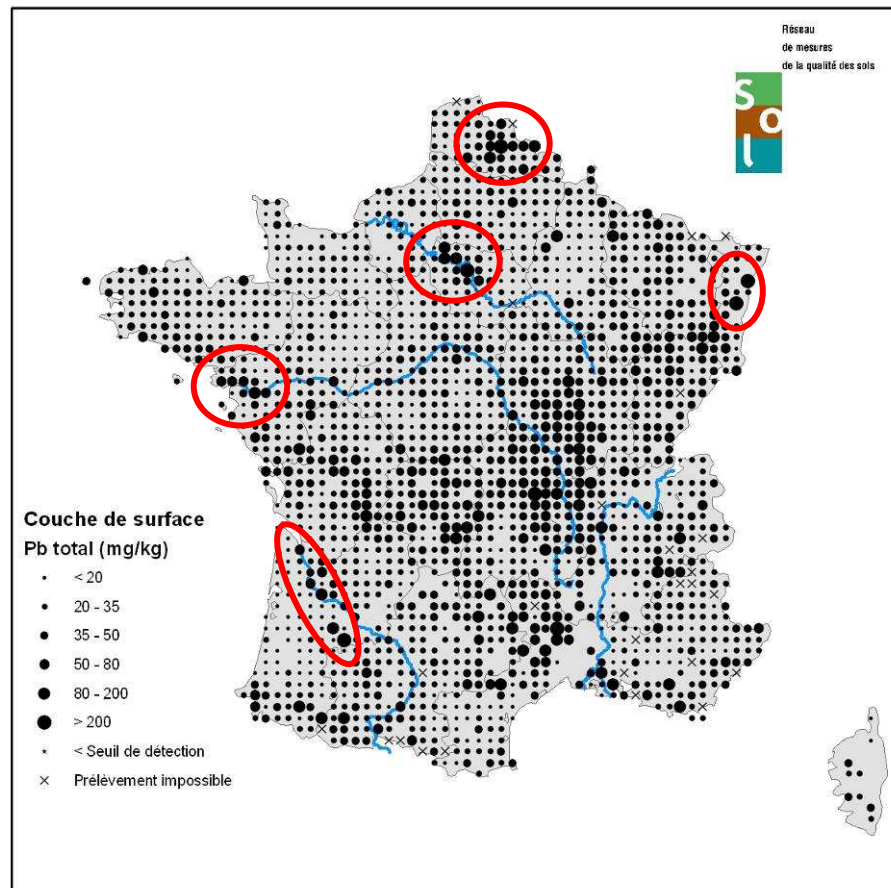 Réseau
de mesures
de la qualité des sols
S
o
l
Couche de surface
Pb total (mg/kg)
< 20
20 - 35
35 - 50
50 - 80
80 - 200
> 200
< Seuil de détection
Prélèvement impossible